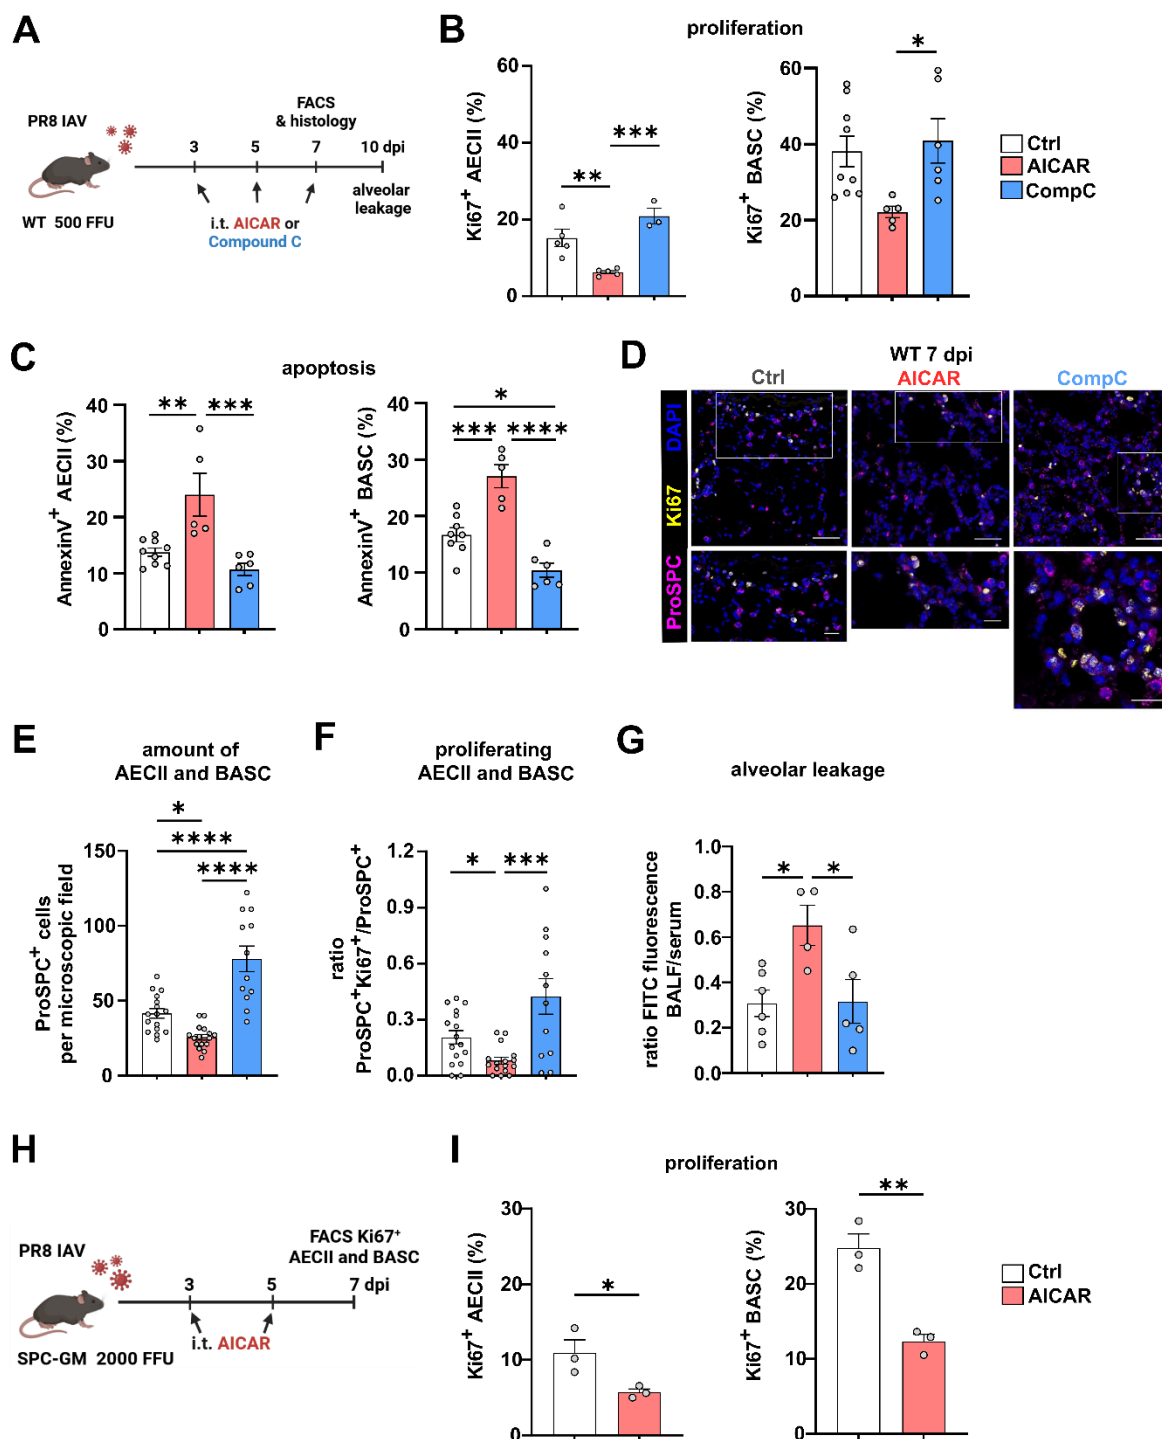 A
PR8 IAV
WT 500 FFU
FACS
& histology
3
5
7
10 dpi
i.t. AICAR or
Compound C
alveolar
leakage
B
proliferation
Ki67+ AECII (%)
60
40
20
0
**
***
Ki67+ BASC (%)
60
40
20
0
*
Ctrl
AICAR
CompC
C
apoptosis
AnnexinV+ AECII (%)
40
30
20
10
0
**
***
AnnexinV+ BASC (%)
40
30
20
10
0
*
***
****
D
WT 7 dpi
Ctrl
AICAR
CompC
ProSPC Ki67 DAPI
E
amount of
AECII and BASC
ProSPC+ cells
per microscopic field
150
100
50
0
*
****
****
F
proliferating
AECII and BASC
ratio
ProSPC+Ki67+/ProSPC+
1.2
0.9
0.6
0.3
0.0
*
***
G
alveolar leakage
ratio FITC fluorescence
BALF/serum
1.0
0.8
0.6
0.4
0.2
0.0
*
*
H
PR8 IAV
SPC-GM 2000 FFU
FACS Ki67+
AECII and BASC
3
5
7 dpi
i.t. AICAR
I
proliferation
Ki67+ AECII (%)
30
20
10
0
*
Ki67+ BASC (%)
30
20
10
0
**
Ctrl
AICAR